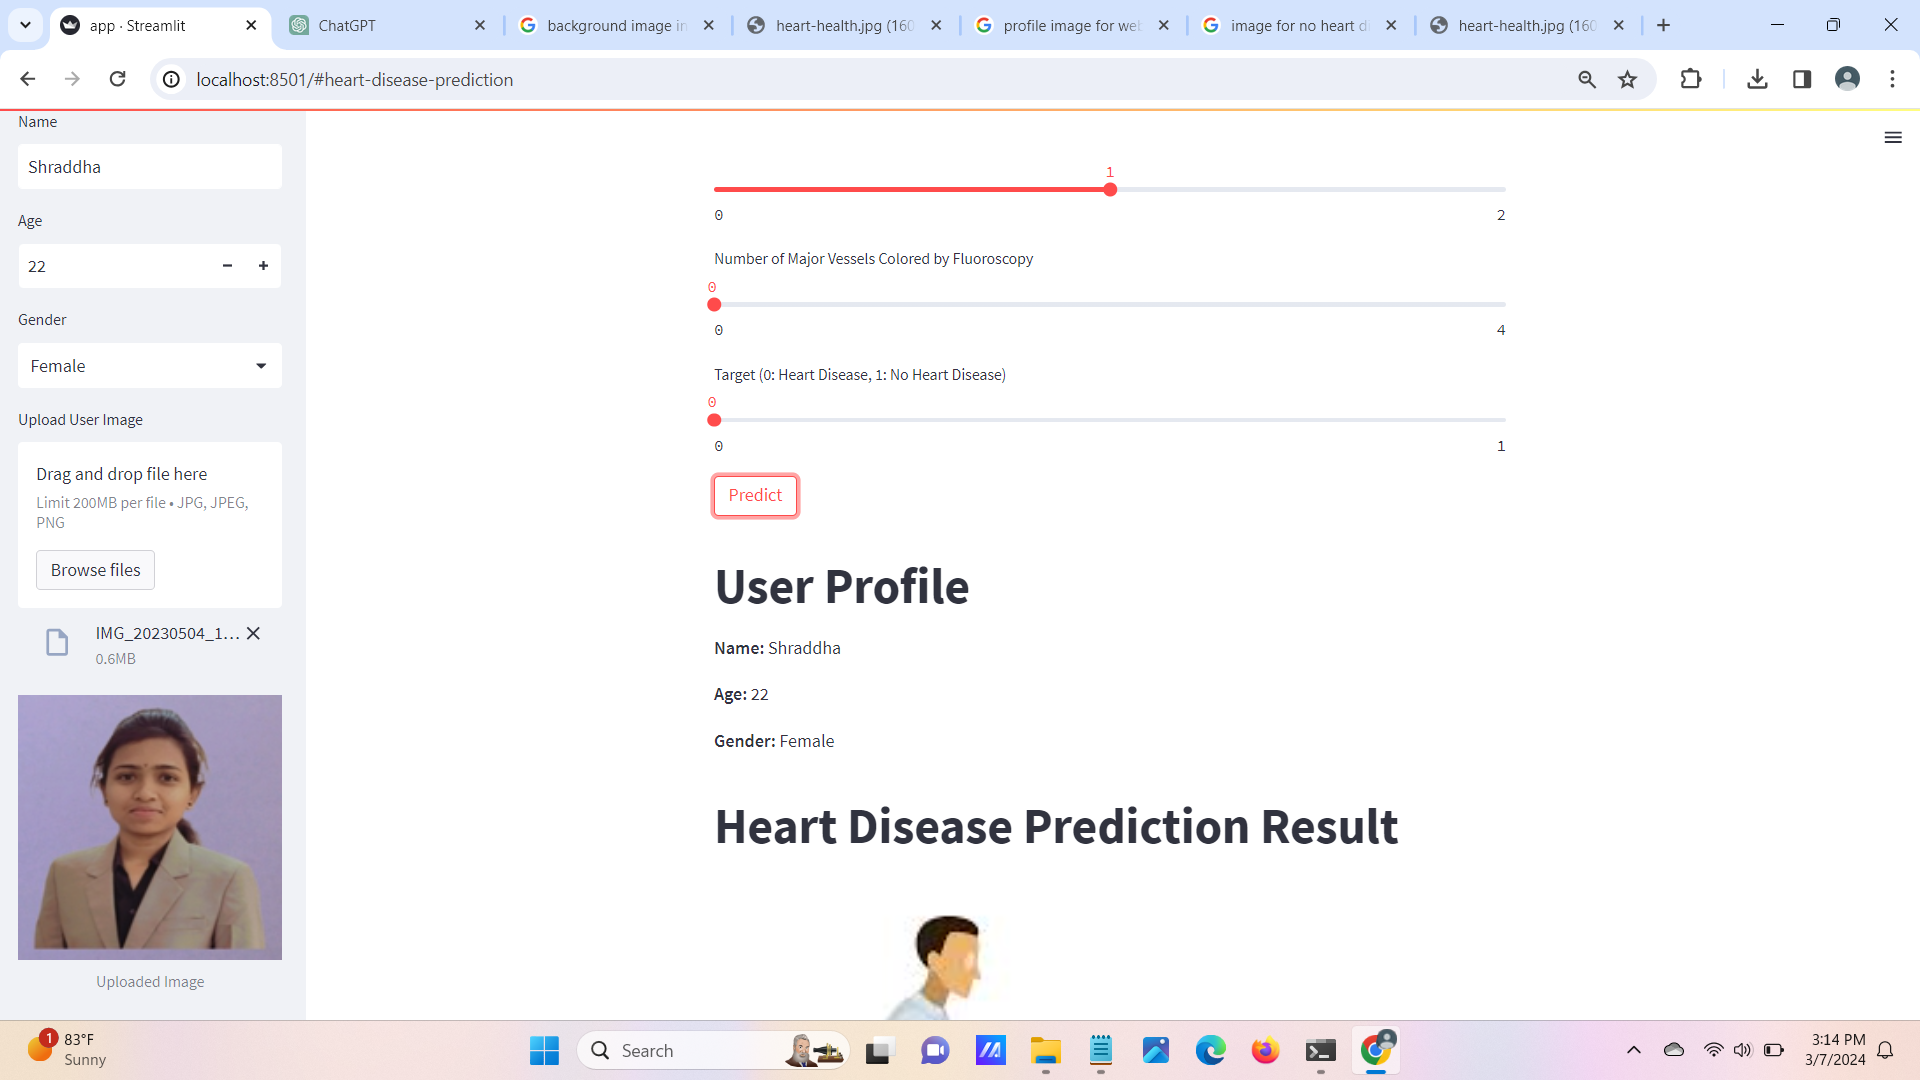 app · Streamlit
ChatGPT
background image in
heart-health.jpg (160
profile image for web
image for no heart di
heart-health.jpg (160
localhost:8501/#heart-disease-prediction
Name
Shraddha
Age
22
Gender
Female
Upload User Image
Drag and drop file here
Limit 200MB per file • JPG, JPEG,
PNG
Browse files
IMG_20230504_1...
0.6MB
Uploaded Image
1
0 2
Number of Major Vessels Colored by Fluoroscopy
0
0 4
Target (0: Heart Disease, 1: No Heart Disease)
0
0 1
Predict
User Profile
Name: Shraddha
Age: 22
Gender: Female
Heart Disease Prediction Result
1
83°F
Sunny
Search
3:14 PM
3/7/2024